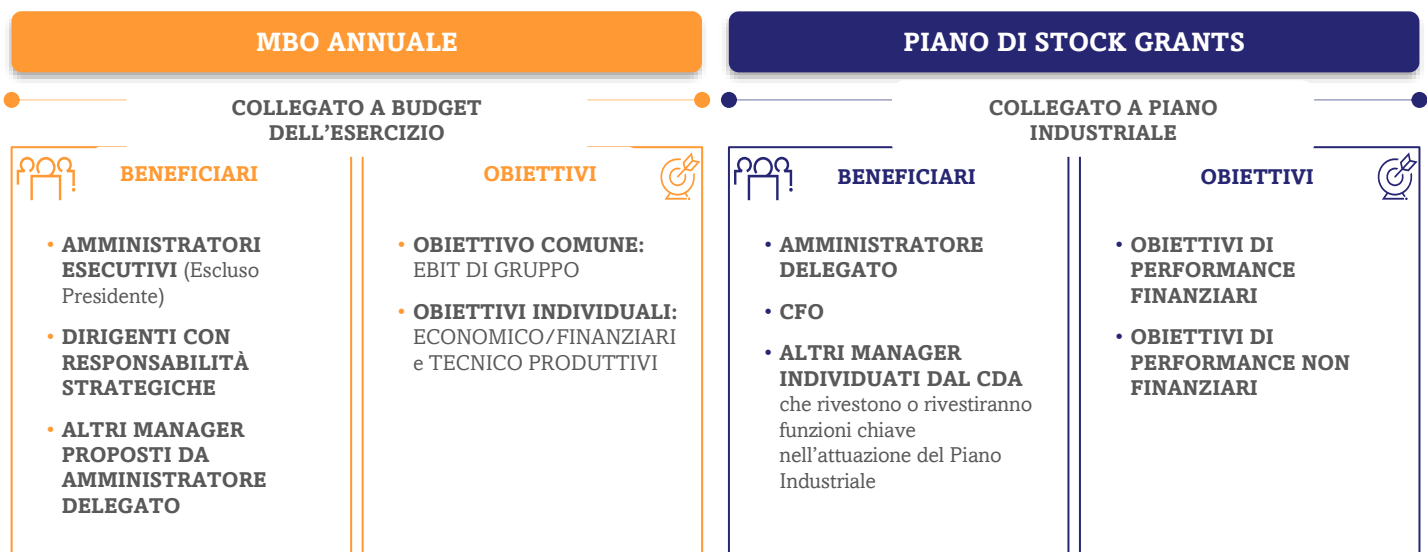 MBO ANNUALE
COLLEGATO A BUDGET
DELL’ESERCIZIO
BENEFICIARI
• AMMINISTRATORI
ESECUTIVI (Escluso
Presidente)
• DIRIGENTI CON
RESPONSABILITÀ
STRATEGICHE
• ALTRI MANAGER
PROPOSTI DA
AMMINISTRATORE
DELEGATO
OBIETTIVI
• OBIETTIVO COMUNE:
EBIT DI GRUPPO
• OBIETTIVI INDIVIDUALI:
ECONOMICO/FINANZIARI
e TECNICO PRODUTTIVI
PIANO DI STOCK GRANTS
COLLEGATO A PIANO
INDUSTRIALE
BENEFICIARI
• AMMINISTRATORE
DELEGATO
• CFO
• ALTRI MANAGER
INDIVIDUATI DAL CDA
che rivestono o rivestiranno
funzioni chiave
nell’attuazione del Piano
Industriale
OBIETTIVI
• OBIETTIVI DI
PERFORMANCE
FINANZIARI
• OBIETTIVI DI
PERFORMANCE NON
FINANZIARI